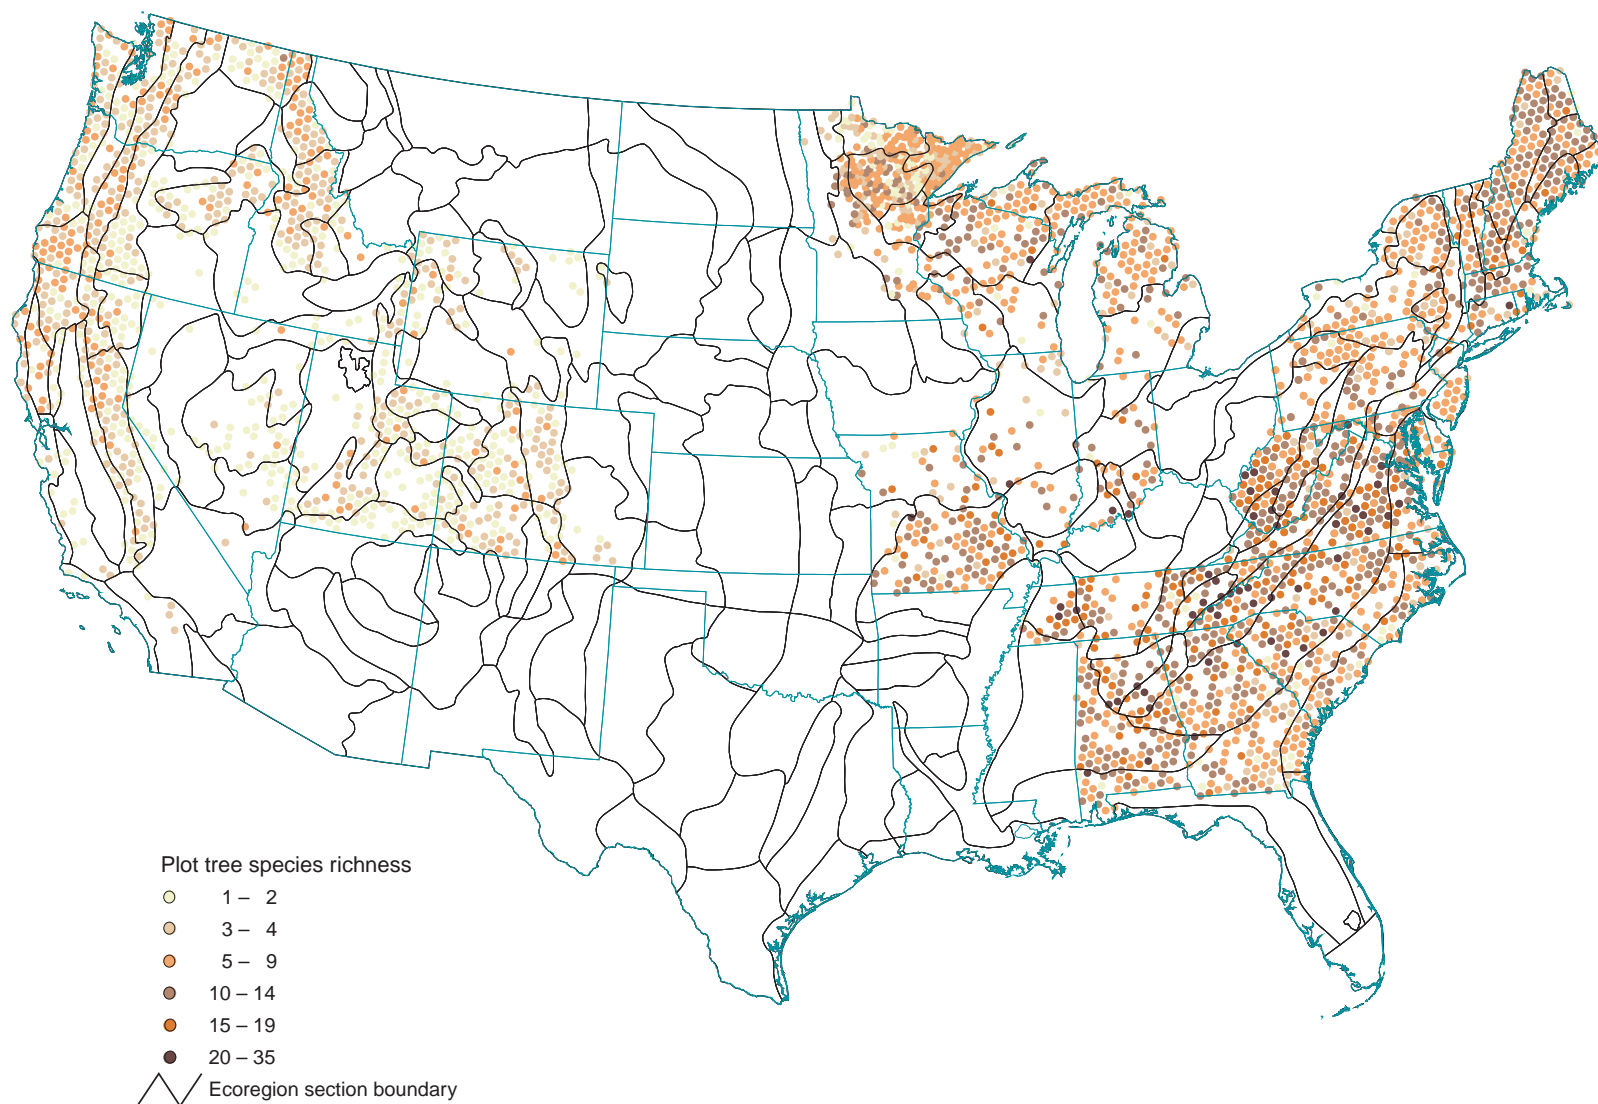 Plot tree species richness
1 – 2
3 – 4
5 – 9
10 – 14
15 – 19
20 – 35
Ecoregion section boundary